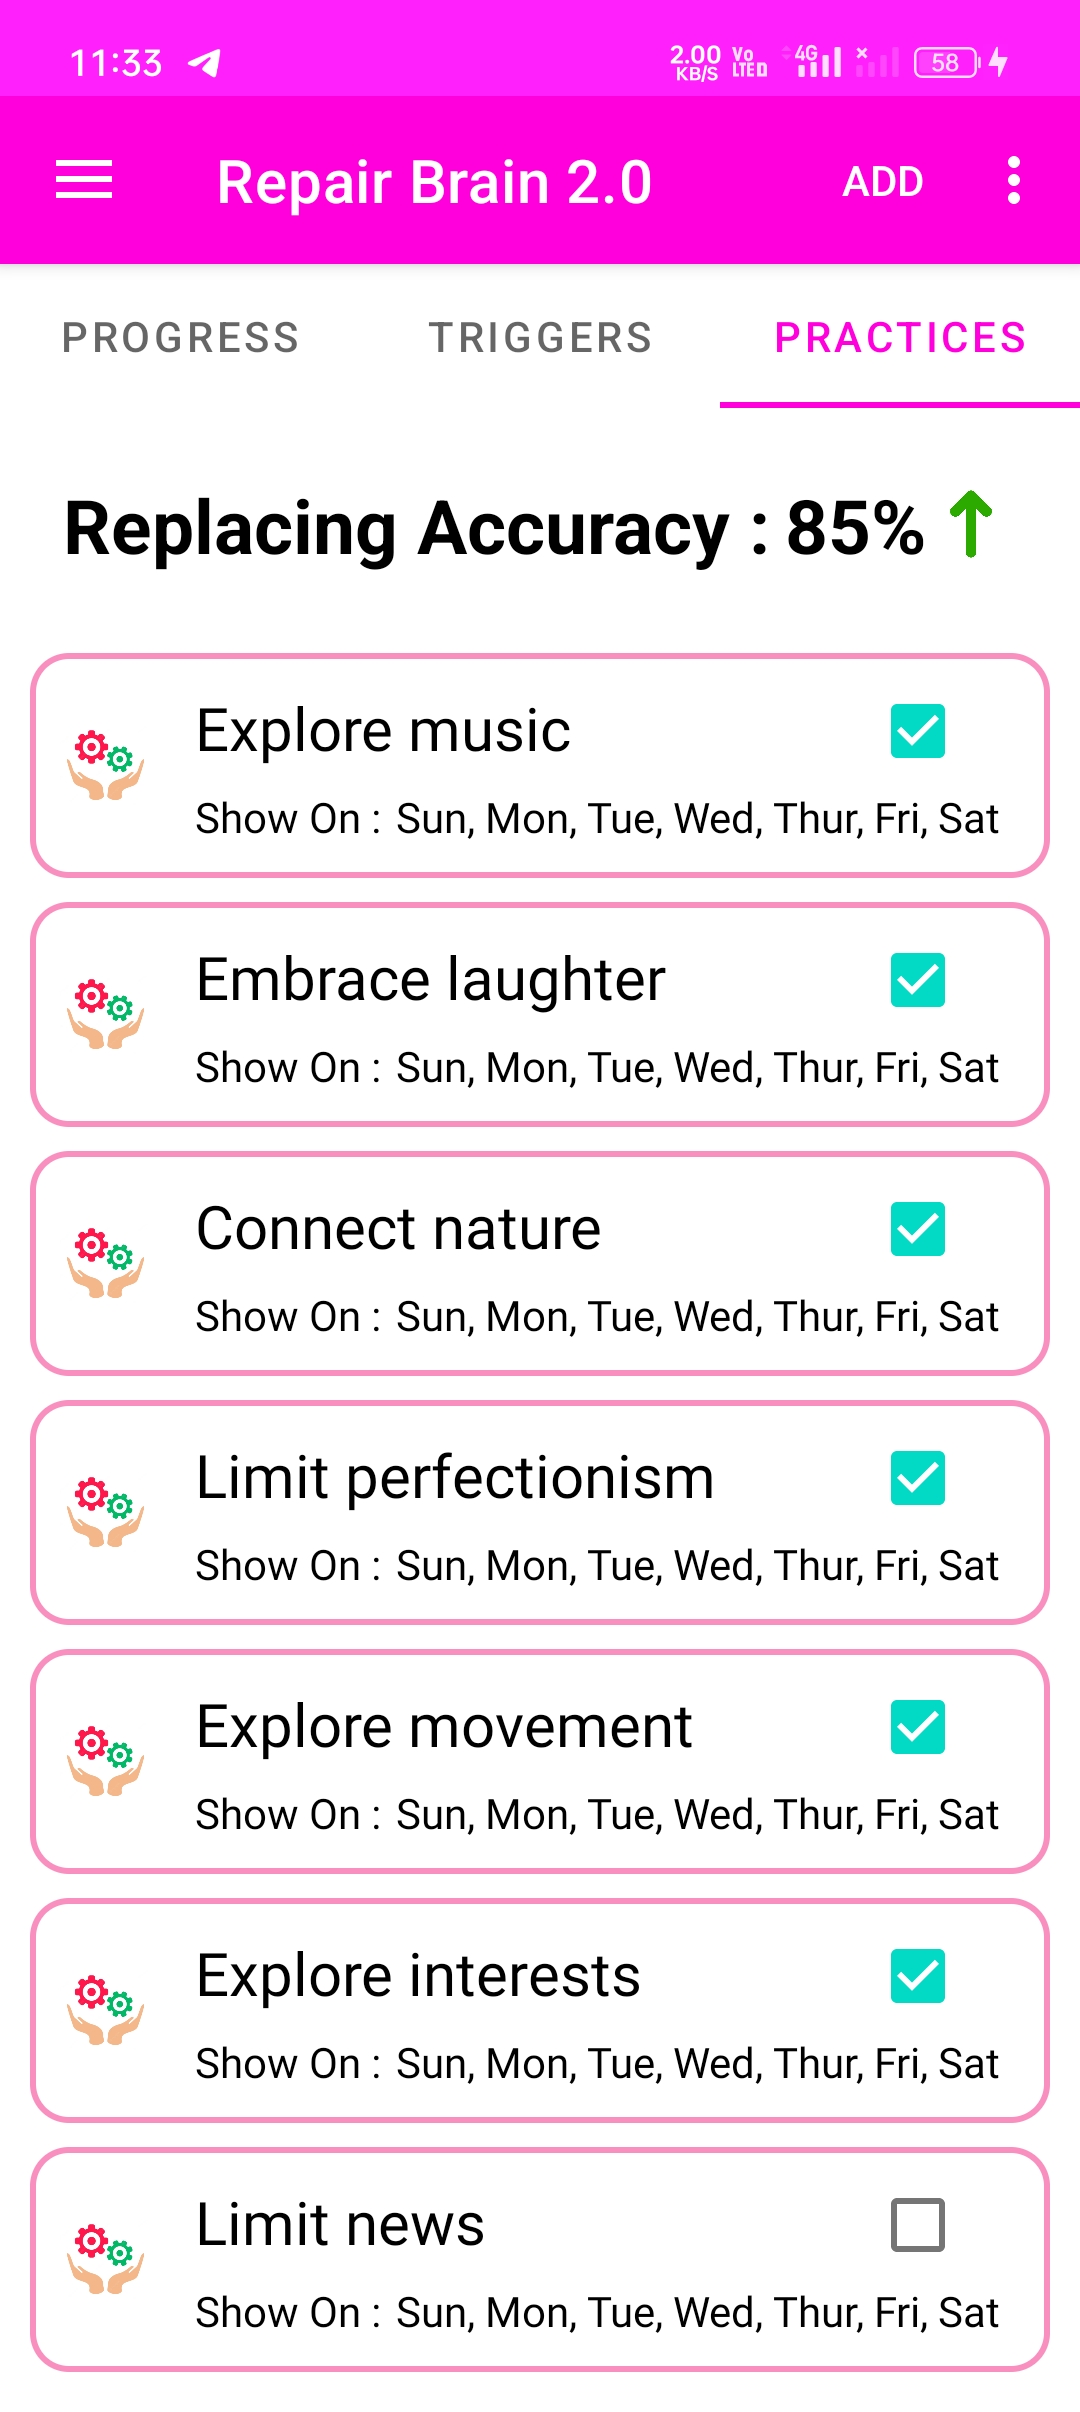 11:33 2.00 KB/S Vo LTE D 4G 58
Repair Brain 2.0 ADD
PROGRESS TRIGGERS PRACTICES
Replacing Accuracy : 85%
Explore music
Show On : Sun, Mon, Tue, Wed, Thur, Fri, Sat
Embrace laughter
Show On : Sun, Mon, Tue, Wed, Thur, Fri, Sat
Connect nature
Show On : Sun, Mon, Tue, Wed, Thur, Fri, Sat
Limit perfectionism
Show On : Sun, Mon, Tue, Wed, Thur, Fri, Sat
Explore movement
Show On : Sun, Mon, Tue, Wed, Thur, Fri, Sat
Explore interests
Show On : Sun, Mon, Tue, Wed, Thur, Fri, Sat
Limit news
Show On : Sun, Mon, Tue, Wed, Thur, Fri, Sat